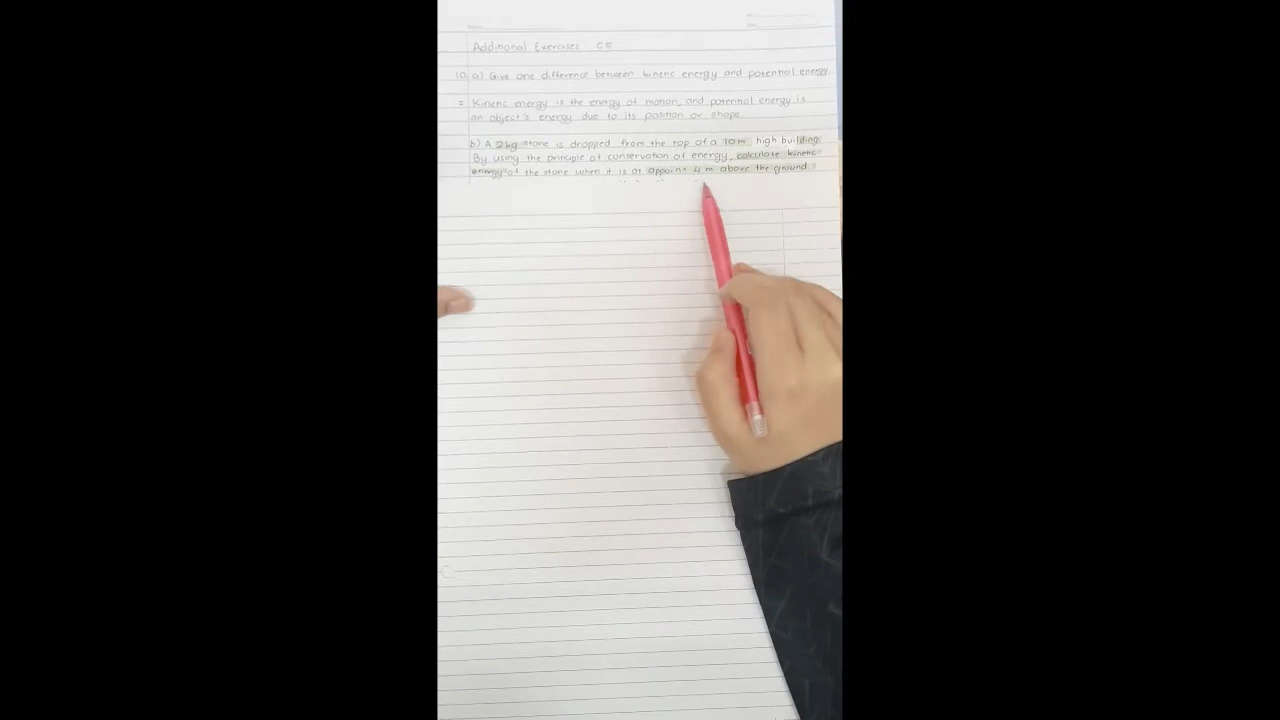 Additional Exercises C5
10. a) Give one difference between kinetic energy and potential energy
= Kinetic energy is the energy of motion, and potential energy is
an object's energy due to its position or shape
b) A 2kg stone is dropped from the top of a 10m high building.
By using the principle of conservation of energy, calculate kinetic
energy of the stone when it is at appoint 4 m above the ground